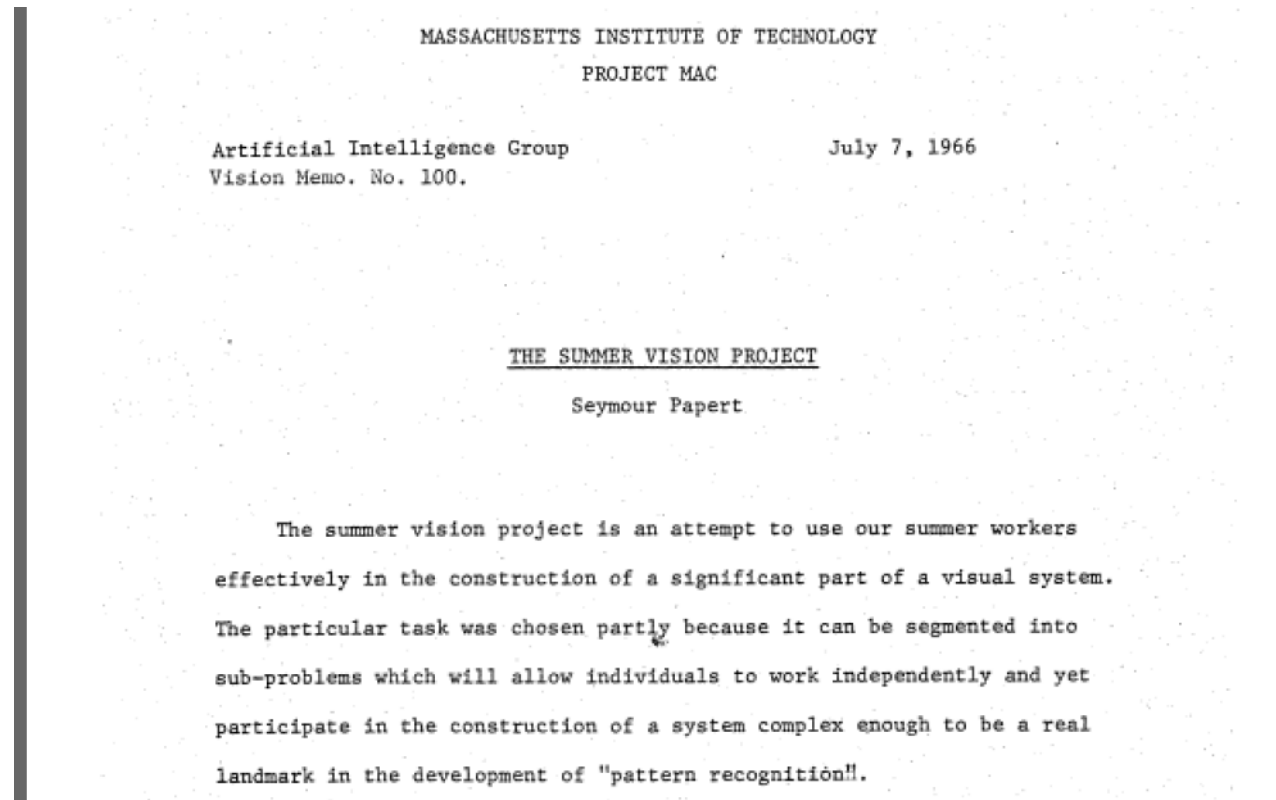 MASSACHUSETTS INSTITUTE OF TECHNOLOGY
PROJECT MAC
Artificial Intelligence Group July 7, 1966
Vision Memo. No. 100.
THE SUMMER VISION PROJECT
Seymour Papert
The summer vision project is an attempt to use our summer workers
effectively in the construction of a significant part of a visual system.
The particular task was chosen partly because it can be segmented into
sub-problems which will allow individuals to work independently and yet
participate in the construction of a system complex enough to be a real
landmark in the development of "pattern recognition".